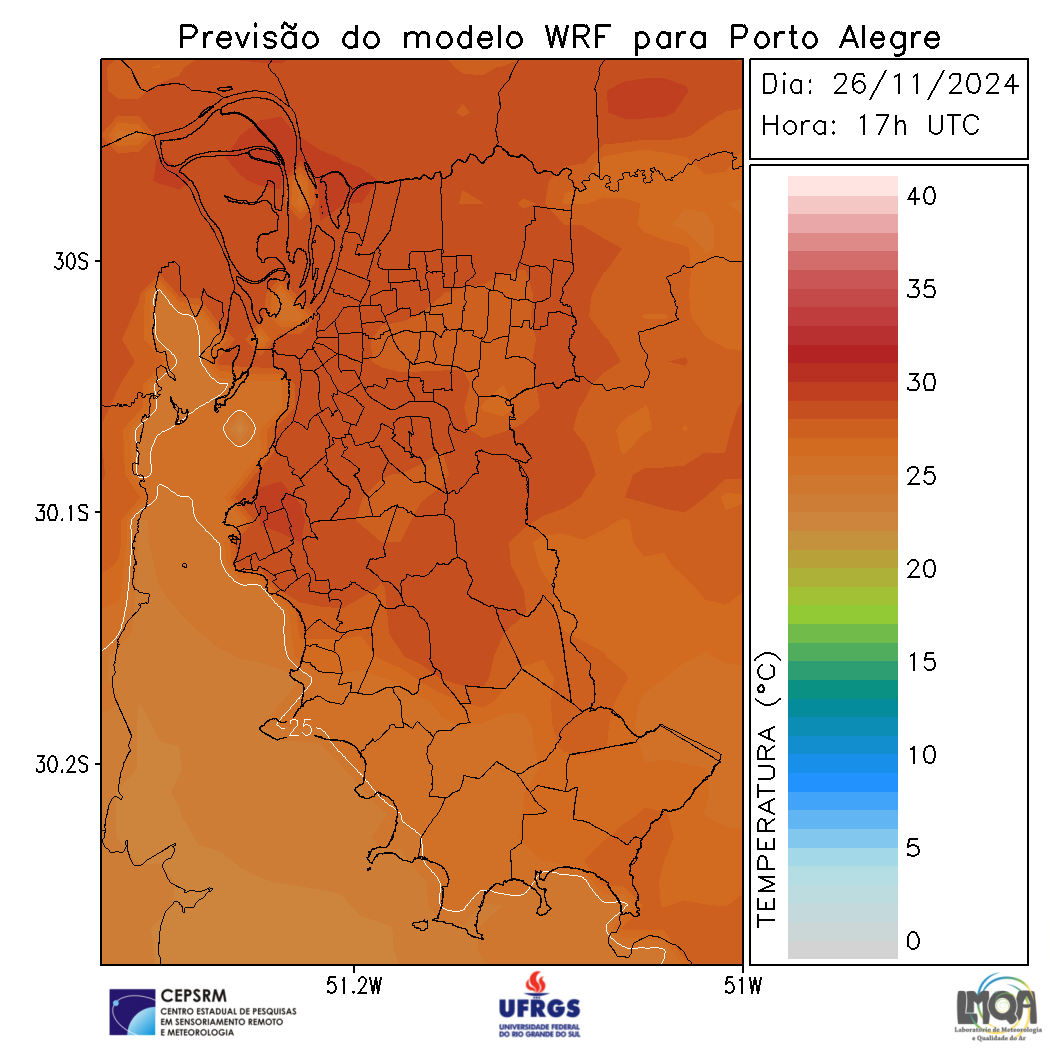 Previsão do modelo WRF para Porto Alegre
Dia: 26/11/2024
Hora: 17h UTC
40
35
30
25
20
15
10
5
0
TEMPERATURA (°C)
30S
30.1S
30.2S
25
51.2W
51W
CEPSRM
CENTRO ESTADUAL DE PESQUISAS
EM SENSORIAMENTO REMOTO
E METEOROLOGIA
UFRGS
UNIVERSIDADE FEDERAL
DO RIO GRANDE DO SUL
LMQA
Laboratório de Meteorologia
e Qualidade do Ar